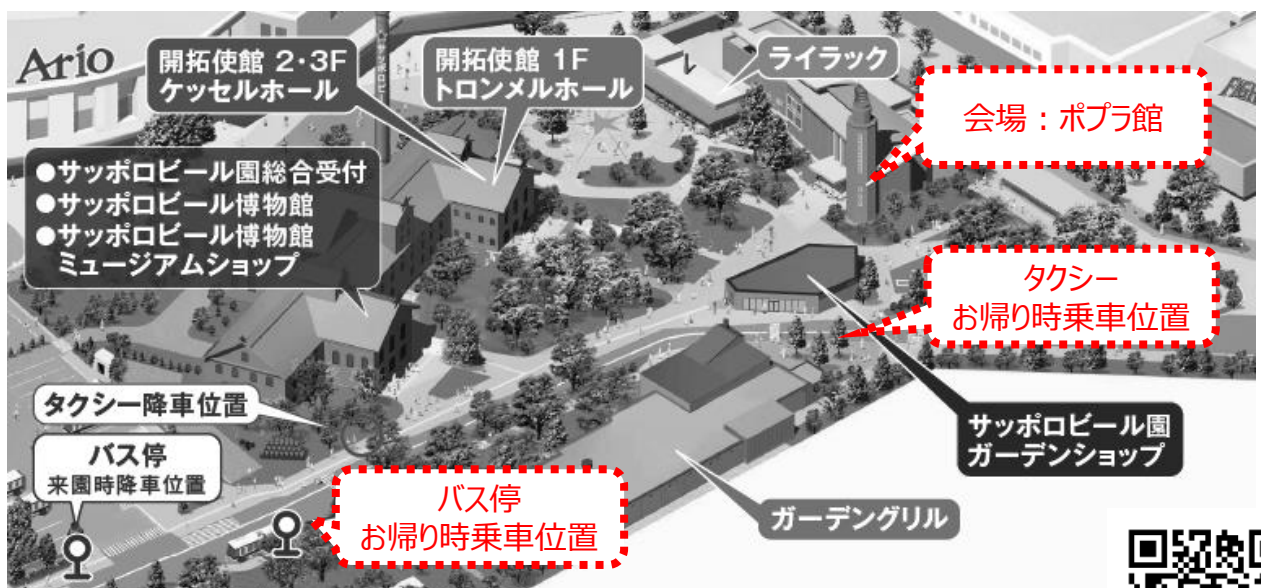 Ario
開拓使館 2・3F
ケッセルホール
開拓使館 1F
トロンメルホール
ライラック
会場：ポプラ館
●サッポロビール園総合受付
●サッポロビール博物館
●サッポロビール博物館
ミュージアムショップ
タクシー
お帰り時乗車位置
タクシー降車位置
バス停
来園時降車位置
サッポロビール園
ガーデンショップ
バス停
お帰り時乗車位置
ガーデングリル